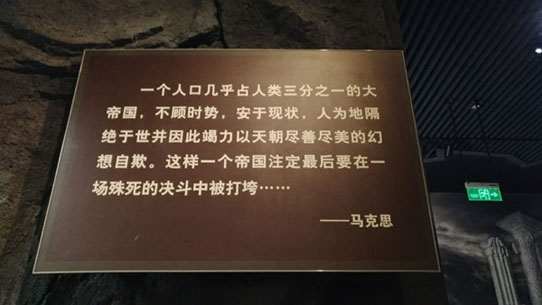 一个人口几乎占人类三分之一的大
帝国，不顾时势，安于现状，人为地隔
绝于世并因此竭力以天朝尽善尽美的幻
想自欺。这样一个帝国注定最后要在一
场殊死的决斗中被打垮……
——马克思